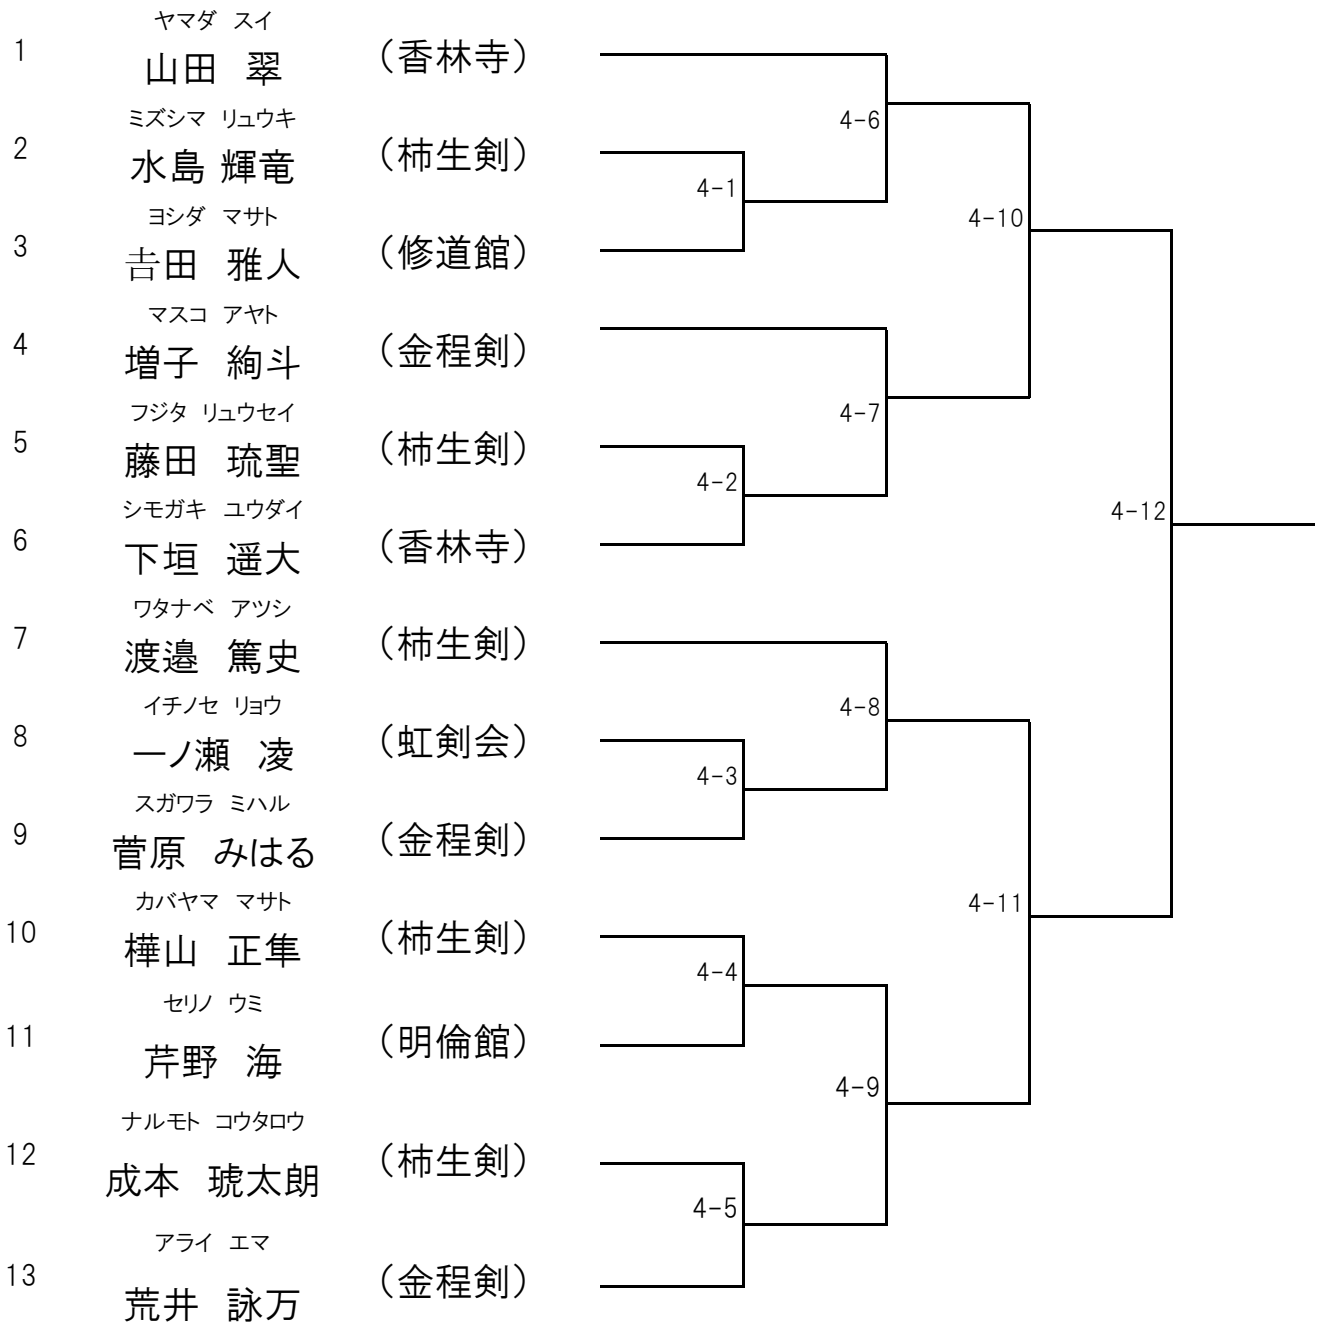 ヤマダ スイ
1 山田 翠 （香林寺）
4-6
ミズシマ リュウキ
2 水島 輝竜 （柿生剣）
4-1
ヨシダ マサト
4-10
3 𠮷田 雅人 （修道館）
マスコ アヤト
4 増子 絢斗 （金程剣）
フジタ リュウセイ
4-7
5 藤田 琉聖 （柿生剣）
4-2
シモガキ ユウダイ
4-12
6 下垣 遥大 （香林寺）
ワタナベ アツシ
7 渡邉 篤史 （柿生剣）
イチノセ リョウ
4-8
8 一ノ瀬 凌 （虹剣会）
4-3
スガワラ ミハル
9 菅原 みはる （金程剣）
カバヤマ マサト
4-11
10 樺山 正隼 （柿生剣）
4-4
セリノ ウミ
11 芹野 海 （明倫館）
4-9
ナルモト コウタロウ
12 成本 琥太朗 （柿生剣）
4-5
アライ エマ
13 荒井 詠万 （金程剣）